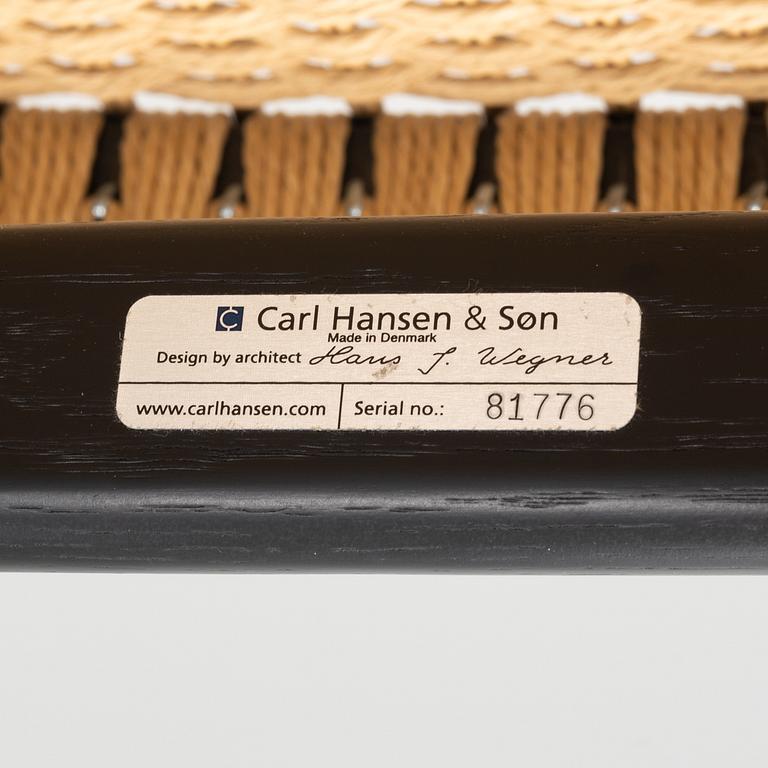 Carl Hansen & Søn
Made in Denmark
Design by architect Hans J. Wegner
www.carlhansen.com Serial no.: 81776